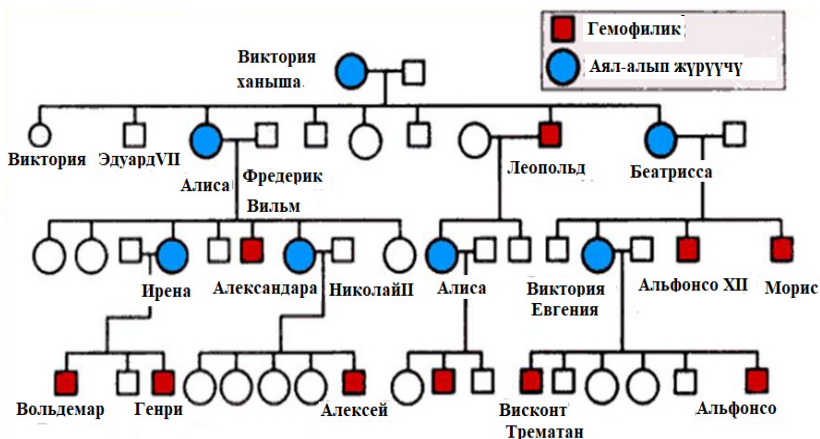 Гемофилик
Аял-алып жүрүүчү
Виктория
ханыша
Виктория
ЭдуардVII
Алиса
Фредерик
Вильм
Леопольд
Беатрисса
Ирена
Александара
НиколайII
Алиса
Виктория
Евгения
Альфонсо XII
Морис
Вольдемар
Генри
Алексей
Висконт
Трематан
Альфонсо